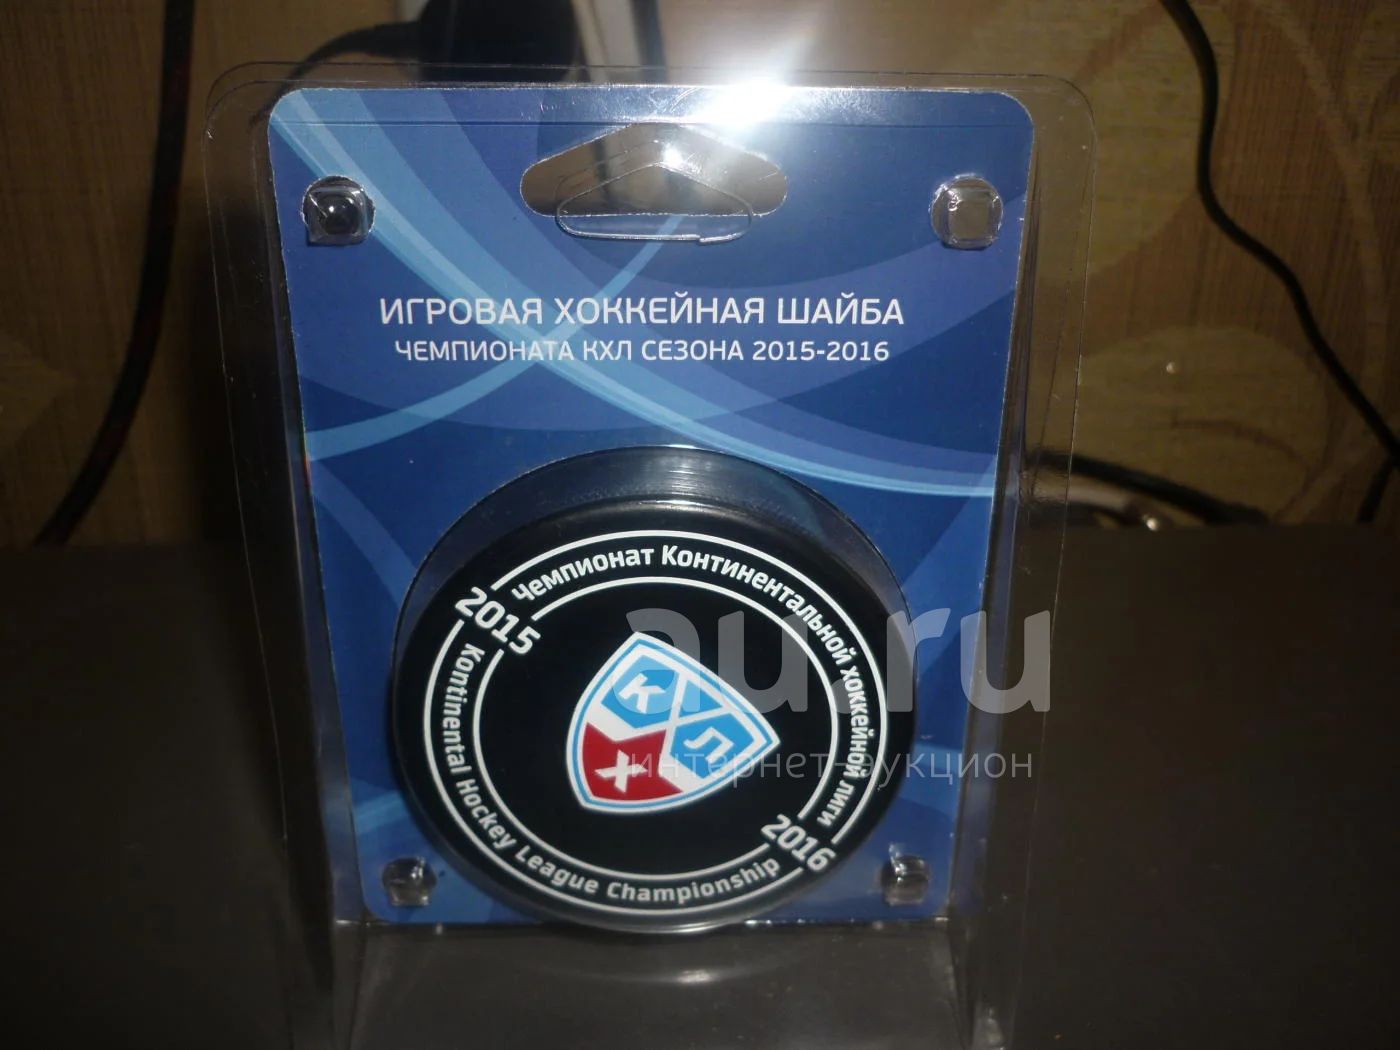 ИГРОВАЯ ХОККЕЙНАЯ ШАЙБА
ЧЕМПИОНАТА КХЛ СЕЗОНА 2015-2016
2015
Чемпионат Континентальной хоккейной лиги
К
Х
Л
2016
Kontinental Hockey League Championship
au.ru
интернет-аукцион